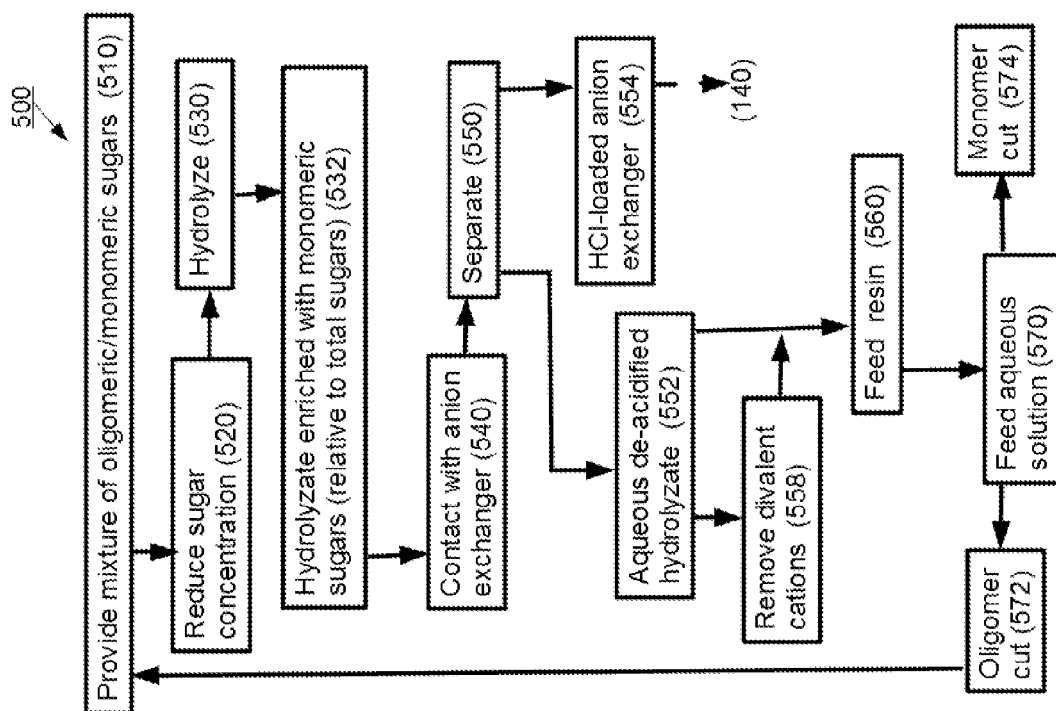 500
Provide mixture of oligomeric/monomeric sugars (510)
Reduce sugar
concentration (520)
Hydrolyze (530)
Hydrolyzate enriched with monomeric
sugars (relative to total sugars) (532)
Contact with anion
exchanger (540)
Separate (550)
HCl-loaded anion
exchanger (554)
(140)
Aqueous de-acidified
hydrolyzate (552)
Remove divalent
cations (558)
Feed resin (560)
Feed aqueous
solution (570)
Oligomer
cut (572)
Monomer
cut (574)